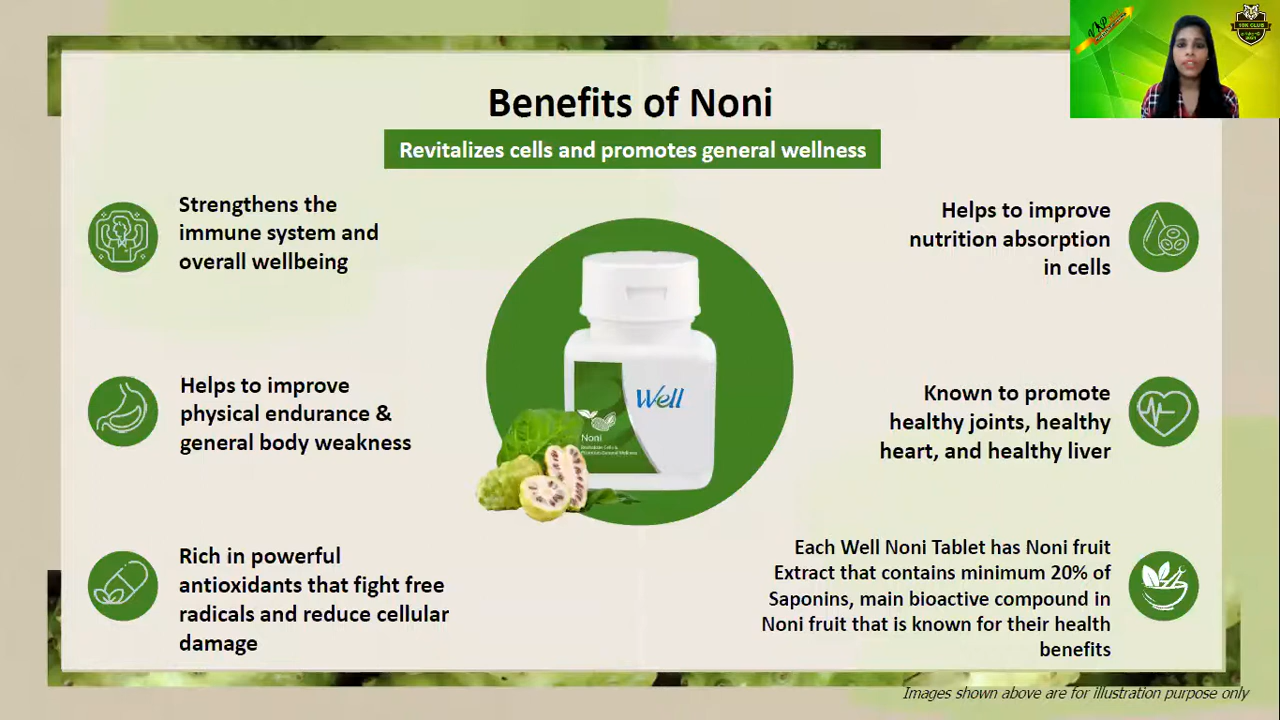 Benefits of Noni
Revitalizes cells and promotes general wellness
Strengthens the
immune system and
overall wellbeing
Helps to improve
physical endurance &
general body weakness
Rich in powerful
antioxidants that fight free
radicals and reduce cellular
damage
Well
Noni
Helps to improve
nutrition absorption
in cells
Known to promote
healthy joints, healthy
heart, and healthy liver
Each Well Noni Tablet has Noni fruit
Extract that contains minimum 20% of
Saponins, main bioactive compound in
Noni fruit that is known for their health
benefits
Images shown above are for illustration purpose only